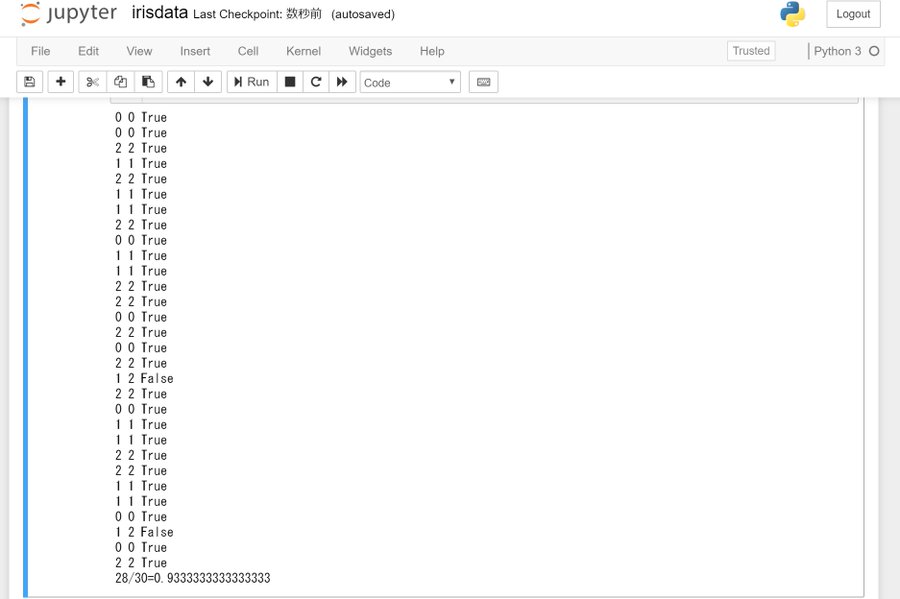 jupyter irisdata Last Checkpoint: 数秒前 (autosaved) Logout
File Edit View Insert Cell Kernel Widgets Help Trusted Python 3
Run Code
0 0 True
0 0 True
2 2 True
1 1 True
2 2 True
1 1 True
1 1 True
2 2 True
0 0 True
1 1 True
1 1 True
2 2 True
2 2 True
0 0 True
2 2 True
0 0 True
2 2 True
1 2 False
2 2 True
0 0 True
1 1 True
1 1 True
2 2 True
2 2 True
1 1 True
1 1 True
0 0 True
1 2 False
0 0 True
2 2 True
28/30=0.9333333333333333